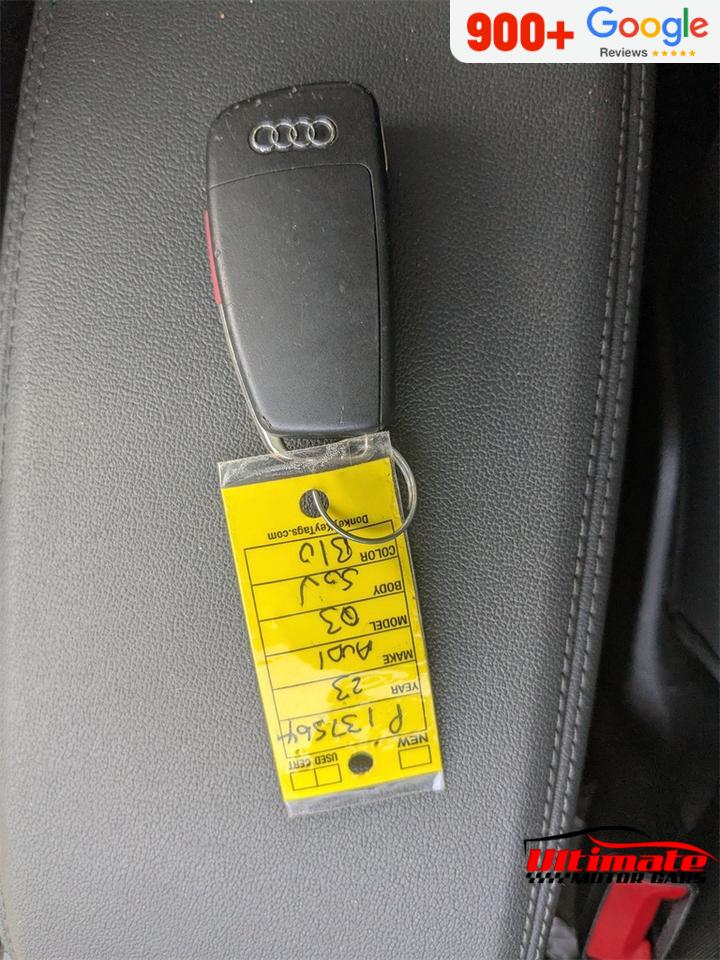 900+ Google
Reviews
NEW USED CERT
P137564
YEAR 23
MAKE AUDI
MODEL Q3
BODY SUV
COLOR Blu
DonkeyKeyTags.com
Ultimate
MOTOR CARS